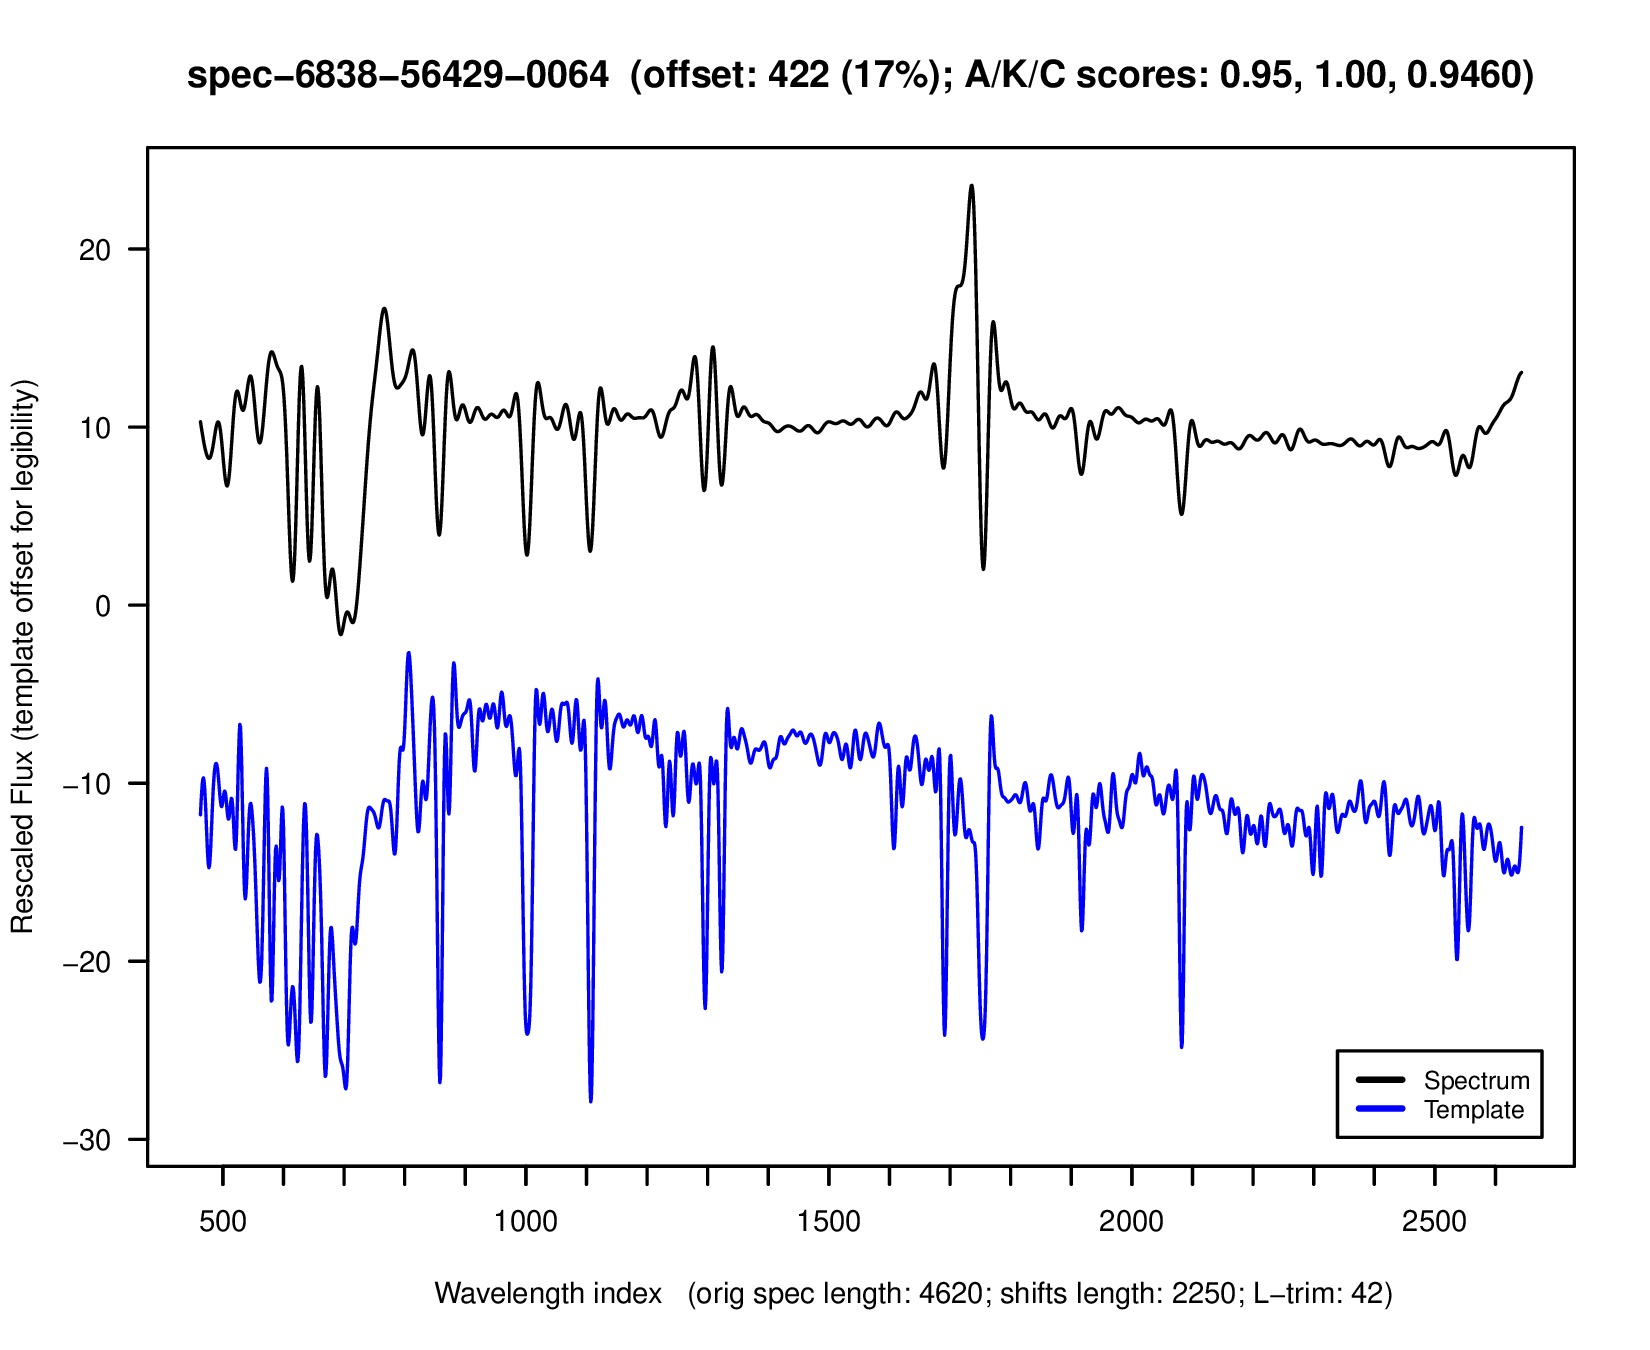 spec−6838−56429−0064  (offset: 422 (17%); A/K/C scores: 0.95, 1.00, 0.9460)
Rescaled Flux (template offset for legibility)
20
10
0
−10
−20
−30
Spectrum
Template
500 1000 1500 2000 2500
Wavelength index   (orig spec length: 4620; shifts length: 2250; L−trim: 42)